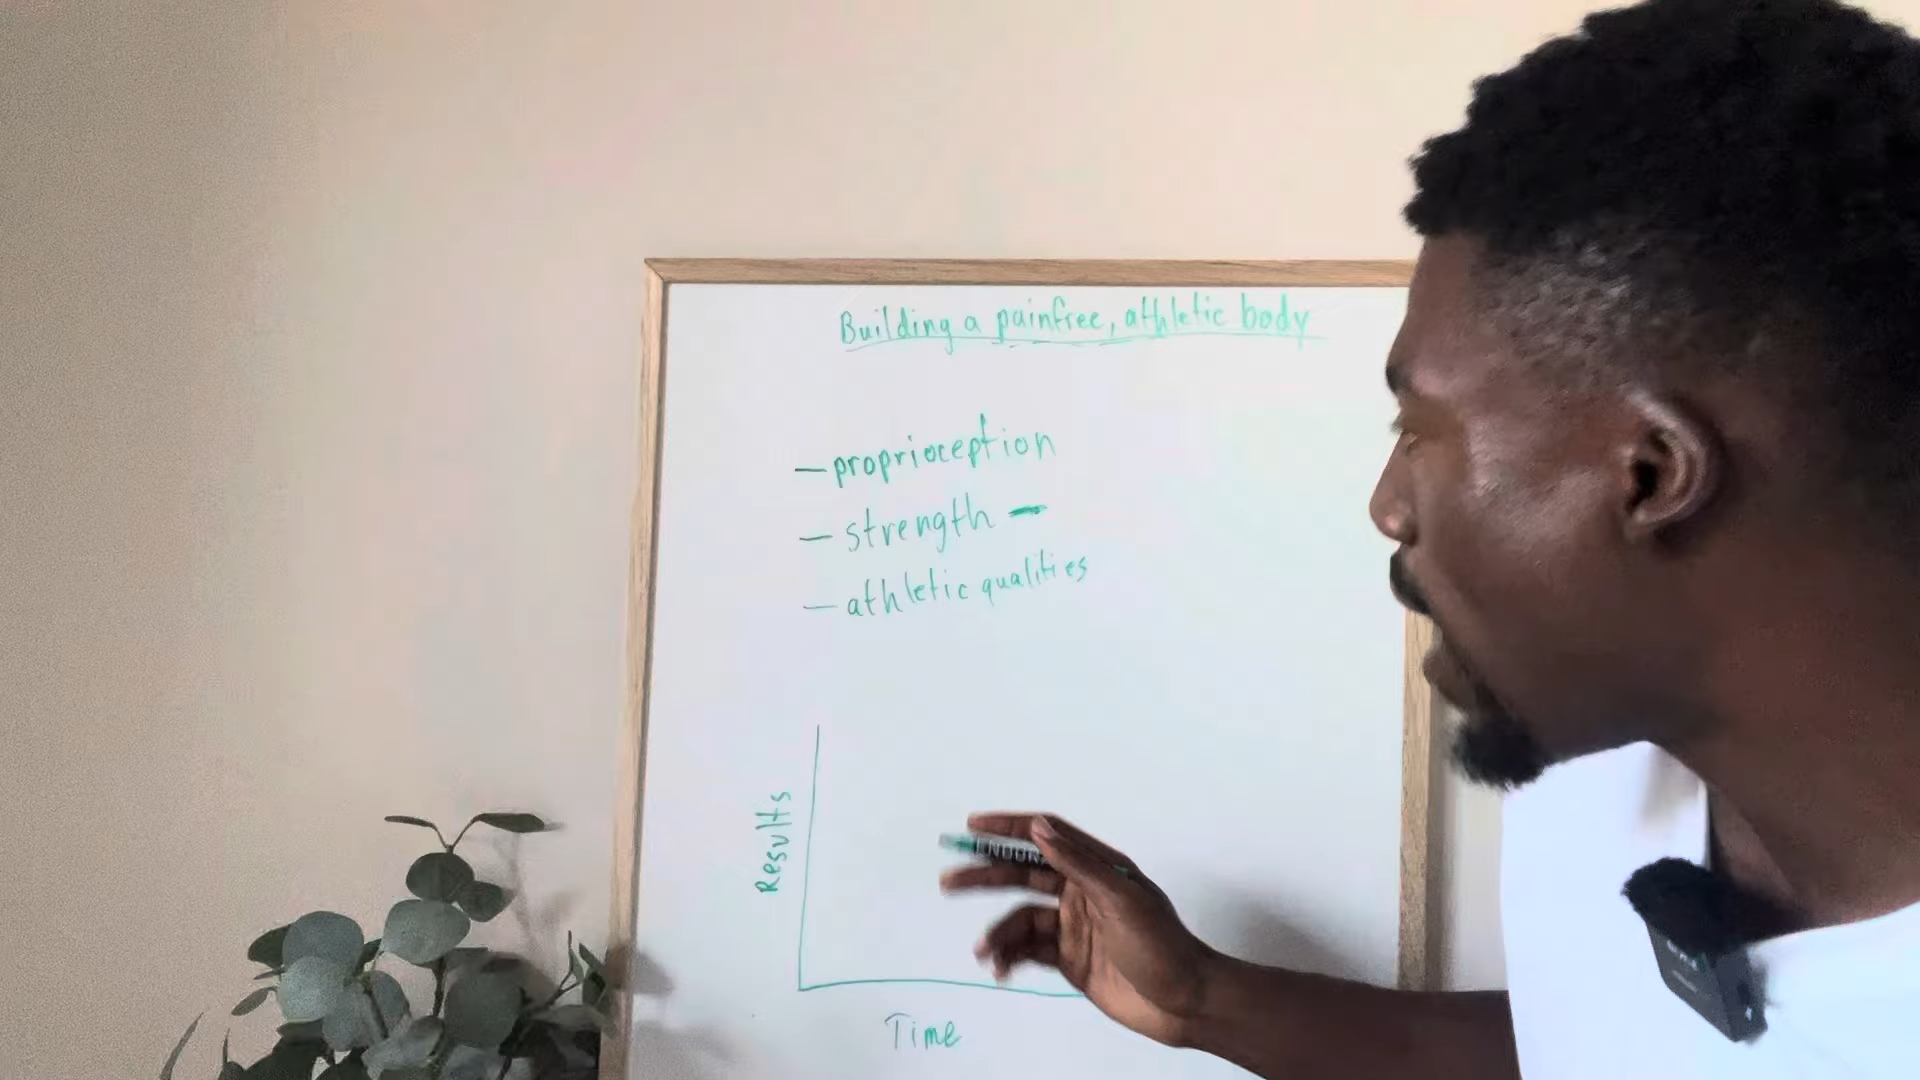 Building a painfree, athletic body
— proprioception
— strength –
— athletic qualities
Results
Time